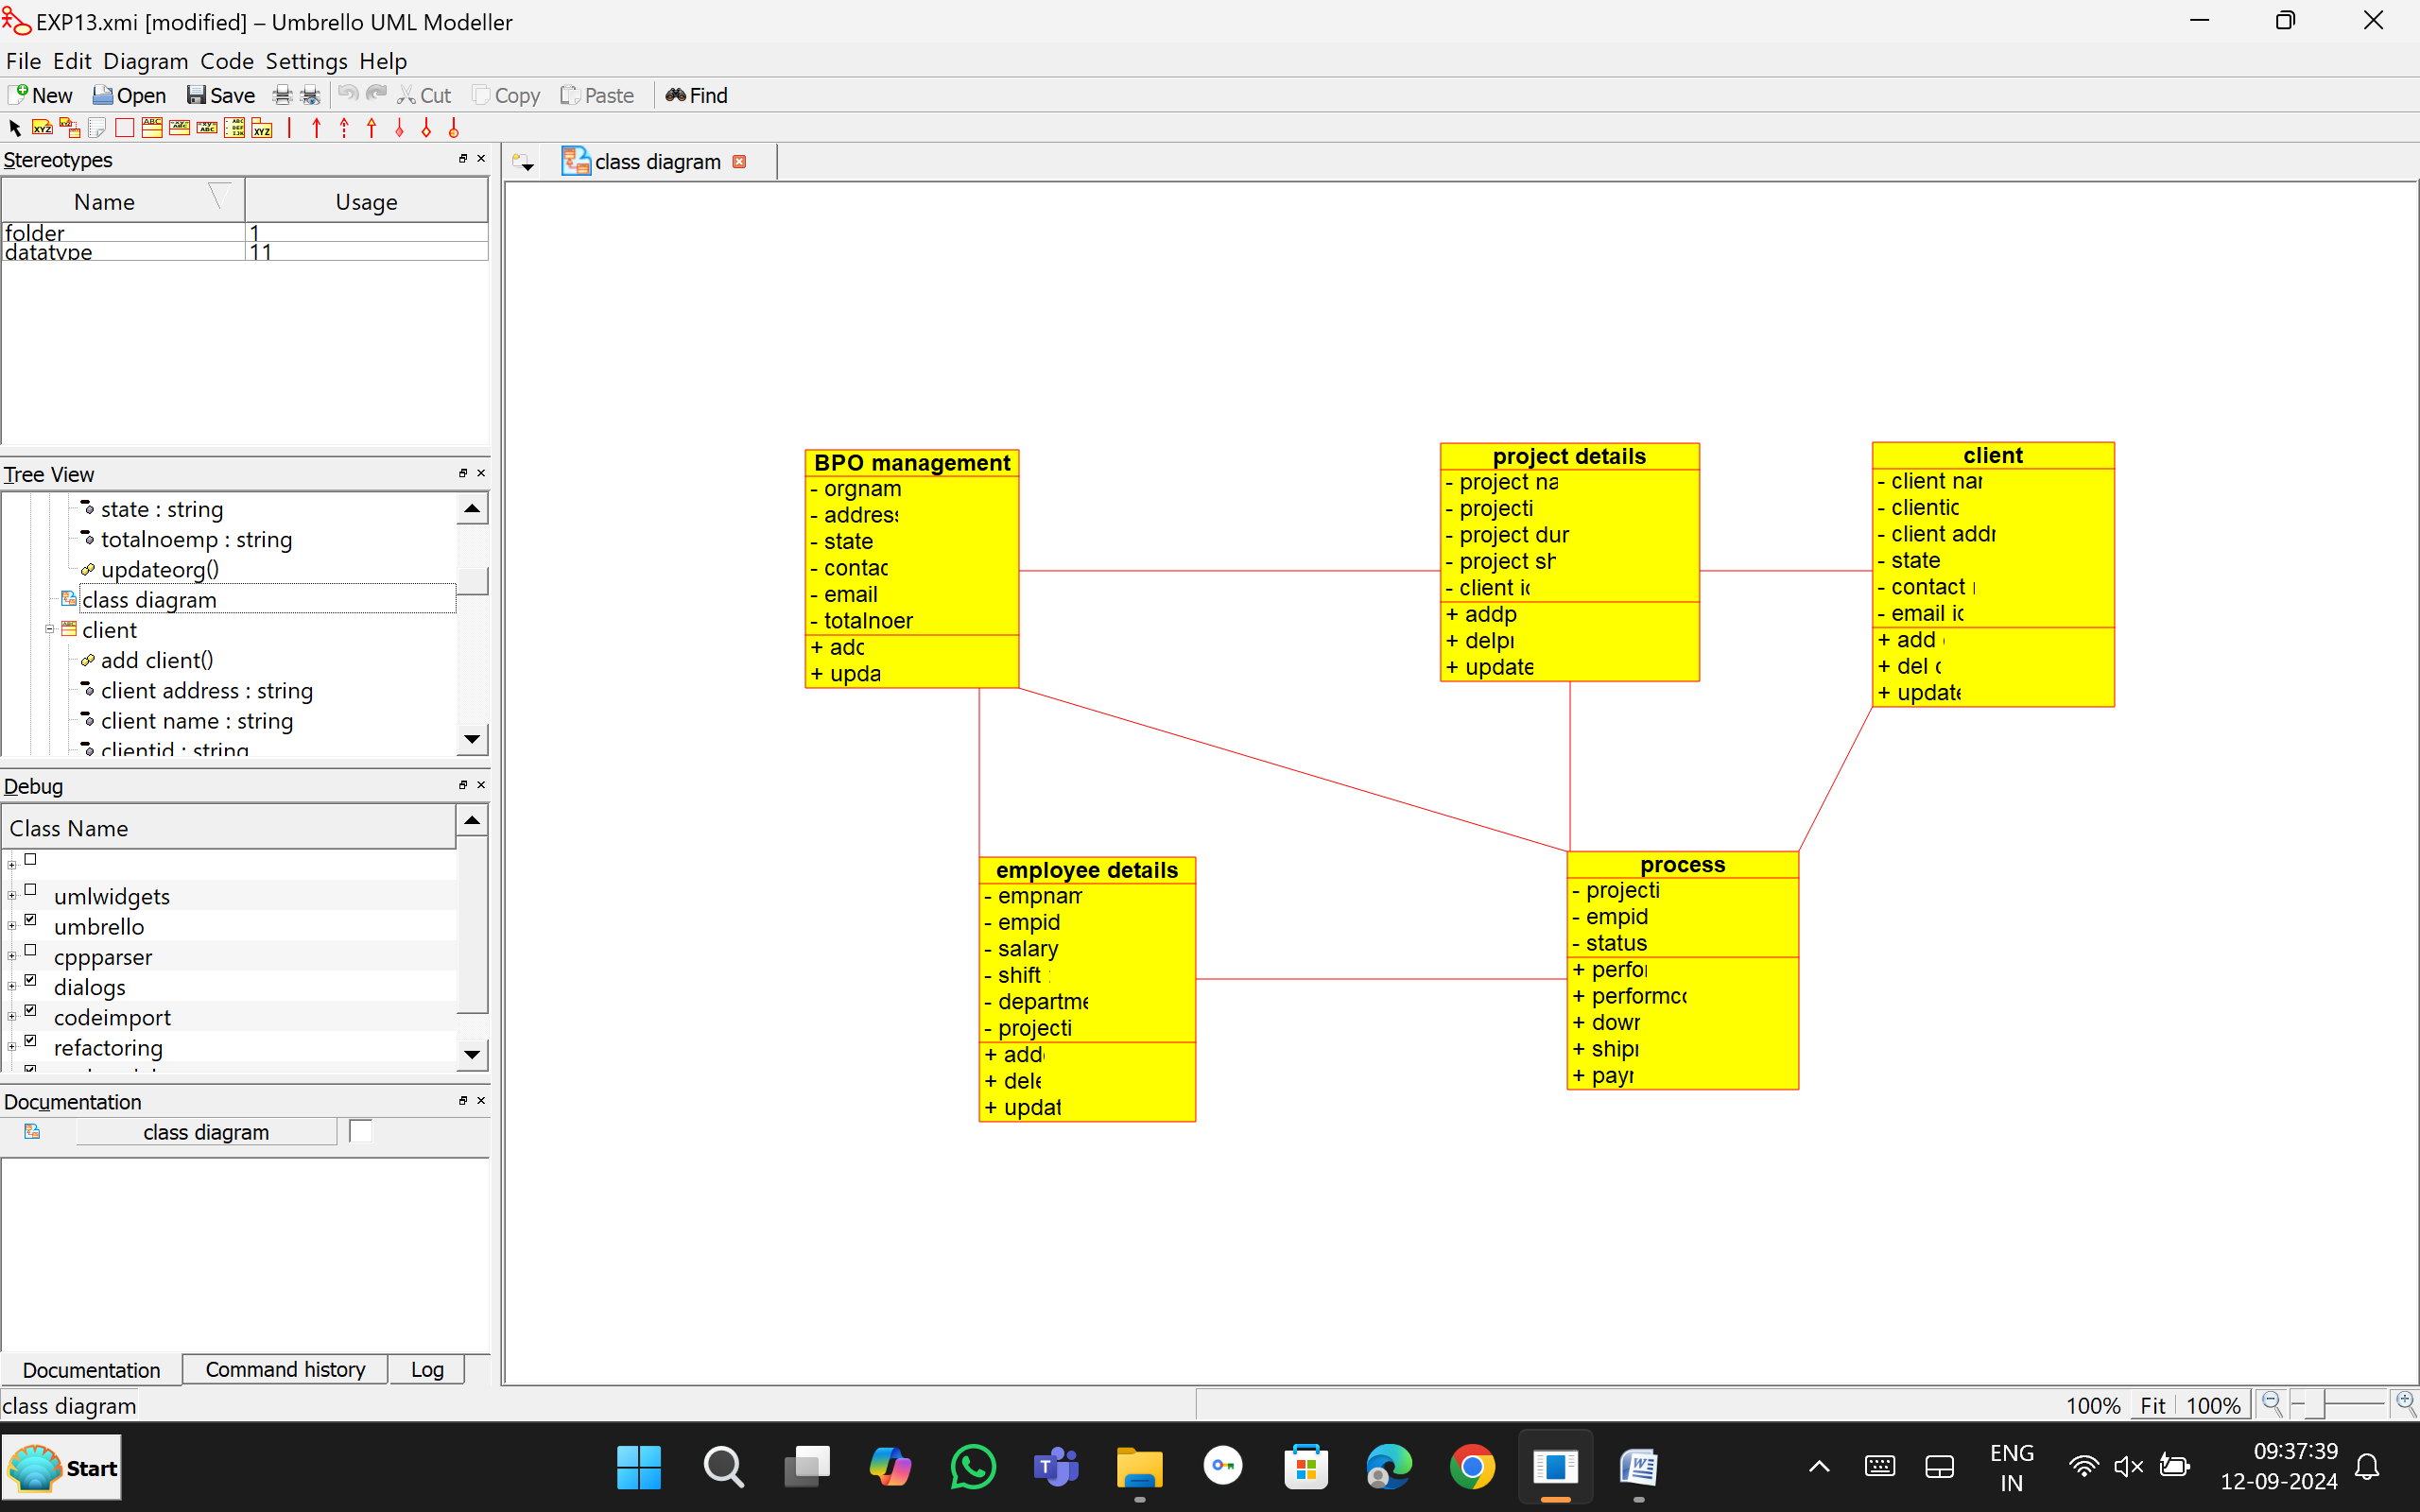 EXP13.xmi [modified] – Umbrello UML Modeller
File Edit Diagram Code Settings Help
New Open Save Cut Copy Paste Find
Stereotypes
Name Usage
folder 1
datatype 11
Tree View
state : string
totalnoemp : string
updateorg()
class diagram
client
add client()
client address : string
client name : string
clientid : string
Debug
Class Name
umlwidgets
umbrello
cppparser
dialogs
codeimport
refactoring
Documentation
class diagram
Documentation Command history Log
class diagram
class diagram
BPO management
- orgnam
- address
- state
- contac
- email
- totalnoer
+ adc
+ upda
project details
- project na
- projecti
- project dur
- project sh
- client ic
+ addp
+ delpi
+ update
client
- client nar
- clientic
- client addr
- state
- contact
- email ic
+ add
+ del c
+ update
employee details
- empnam
- empid
- salary
- shift :
- departme
- projecti
+ add
+ dele
+ updat
process
- projecti
- empid
- status
+ perfor
+ performco
+ dowr
+ shipi
+ payr
100% Fit 100%
Start
ENG
IN
09:37:39
12-09-2024